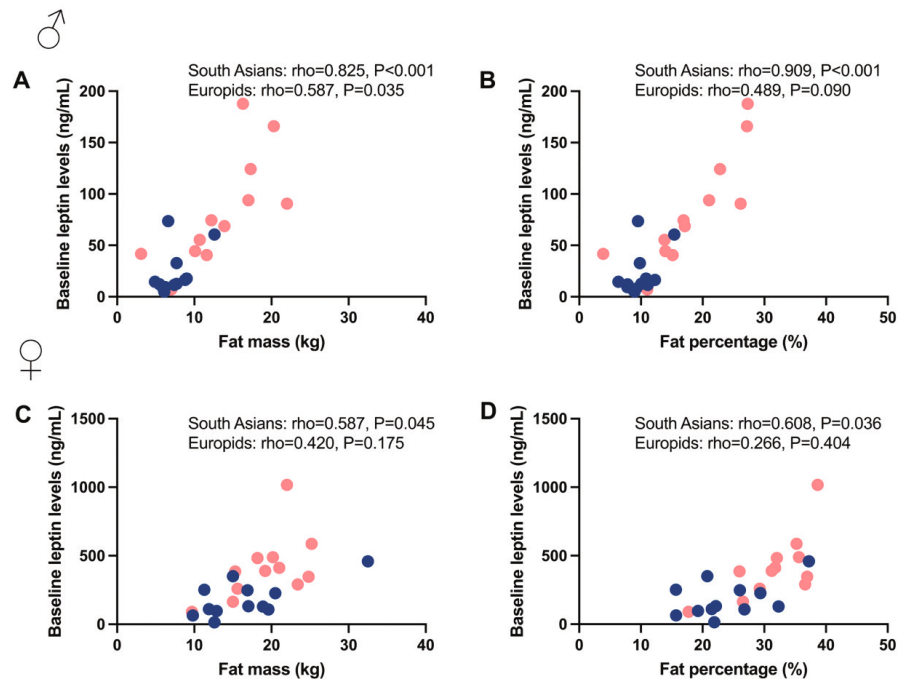 ♂
A
South Asians: rho=0.825, P<0.001
Europids: rho=0.587, P=0.035
Baseline leptin levels (ng/mL)
200
150
100
50
0
0 10 20 30 40
Fat mass (kg)
B
South Asians: rho=0.909, P<0.001
Europids: rho=0.489, P=0.090
Baseline leptin levels (ng/mL)
200
150
100
50
0
0 10 20 30 40 50
Fat percentage (%)
♀
C
South Asians: rho=0.587, P=0.045
Europids: rho=0.420, P=0.175
Baseline leptin levels (ng/mL)
1500
1000
500
0
0 10 20 30 40
Fat mass (kg)
D
South Asians: rho=0.608, P=0.036
Europids: rho=0.266, P=0.404
Baseline leptin levels (ng/mL)
1500
1000
500
0
0 10 20 30 40 50
Fat percentage (%)